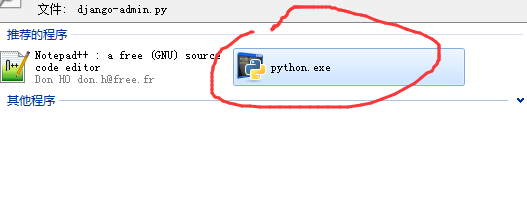 文件: django-admin.py
推荐的程序
Notepad++ : a free (GNU) source
code editor
Don HO don.h@free.fr
python.exe
其他程序